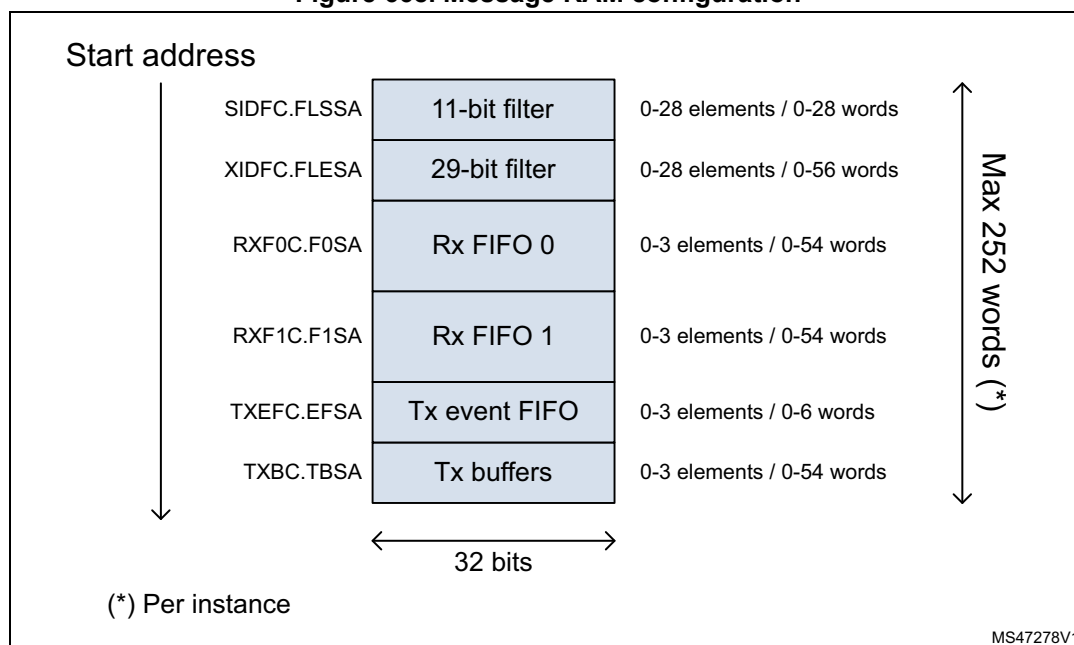 Start address
SIDFC.FLSSA 11-bit filter 0-28 elements / 0-28 words
XIDFC.FLESA 29-bit filter 0-28 elements / 0-56 words
RXF0C.F0SA Rx FIFO 0 0-3 elements / 0-54 words
RXF1C.F1SA Rx FIFO 1 0-3 elements / 0-54 words
TXEFC.EFSA Tx event FIFO 0-3 elements / 0-6 words
TXBC.TBSA Tx buffers 0-3 elements / 0-54 words
Max 252 words (*)
32 bits
(*) Per instance
MS47278V1